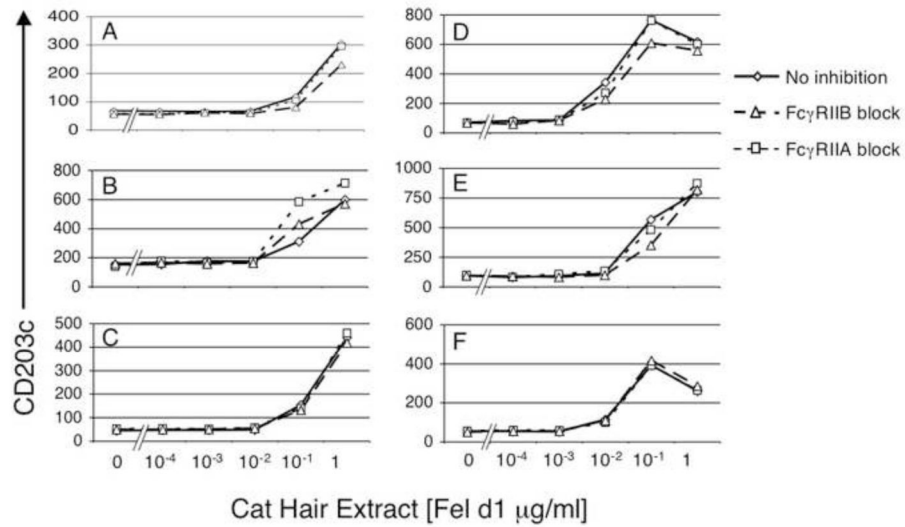 A
400
300
200
100
0
D
800
600
400
200
0
No inhibition
FcγRIIB block
FcγRIIA block
B
800
600
400
200
0
E
1000
750
500
250
0
C
500
400
300
200
100
0
F
600
400
200
0
CD203c
0 10⁻⁴ 10⁻³ 10⁻² 10⁻¹ 1
0 10⁻⁴ 10⁻³ 10⁻² 10⁻¹ 1
Cat Hair Extract [Fel d1 μg/ml]